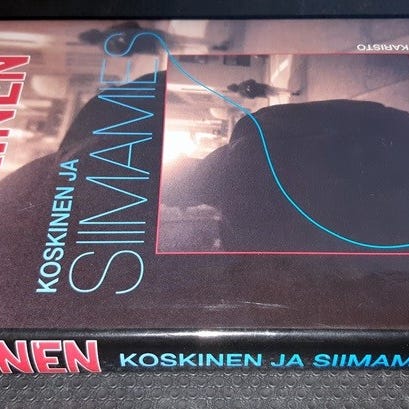 NEN
KOSKINEN JA
SIIMAMIES
KARISTO
NEN KOSKINEN JA SIIMAM